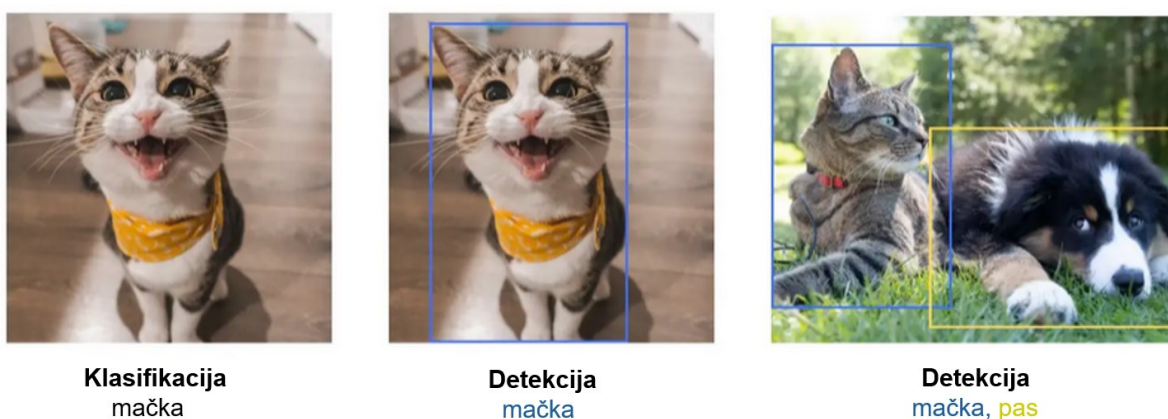 Klasifikacija
mačka
Detekcija
mačka
Detekcija
mačka, pas